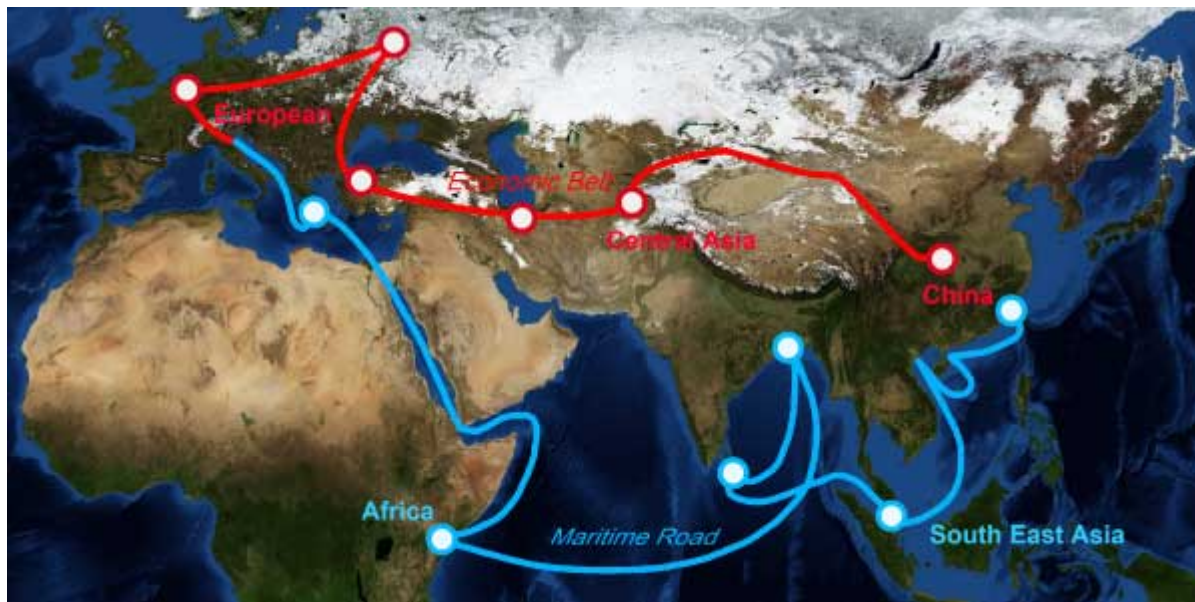 European
Economic Belt
Central Asia
China
Africa
Maritime Road
South East Asia